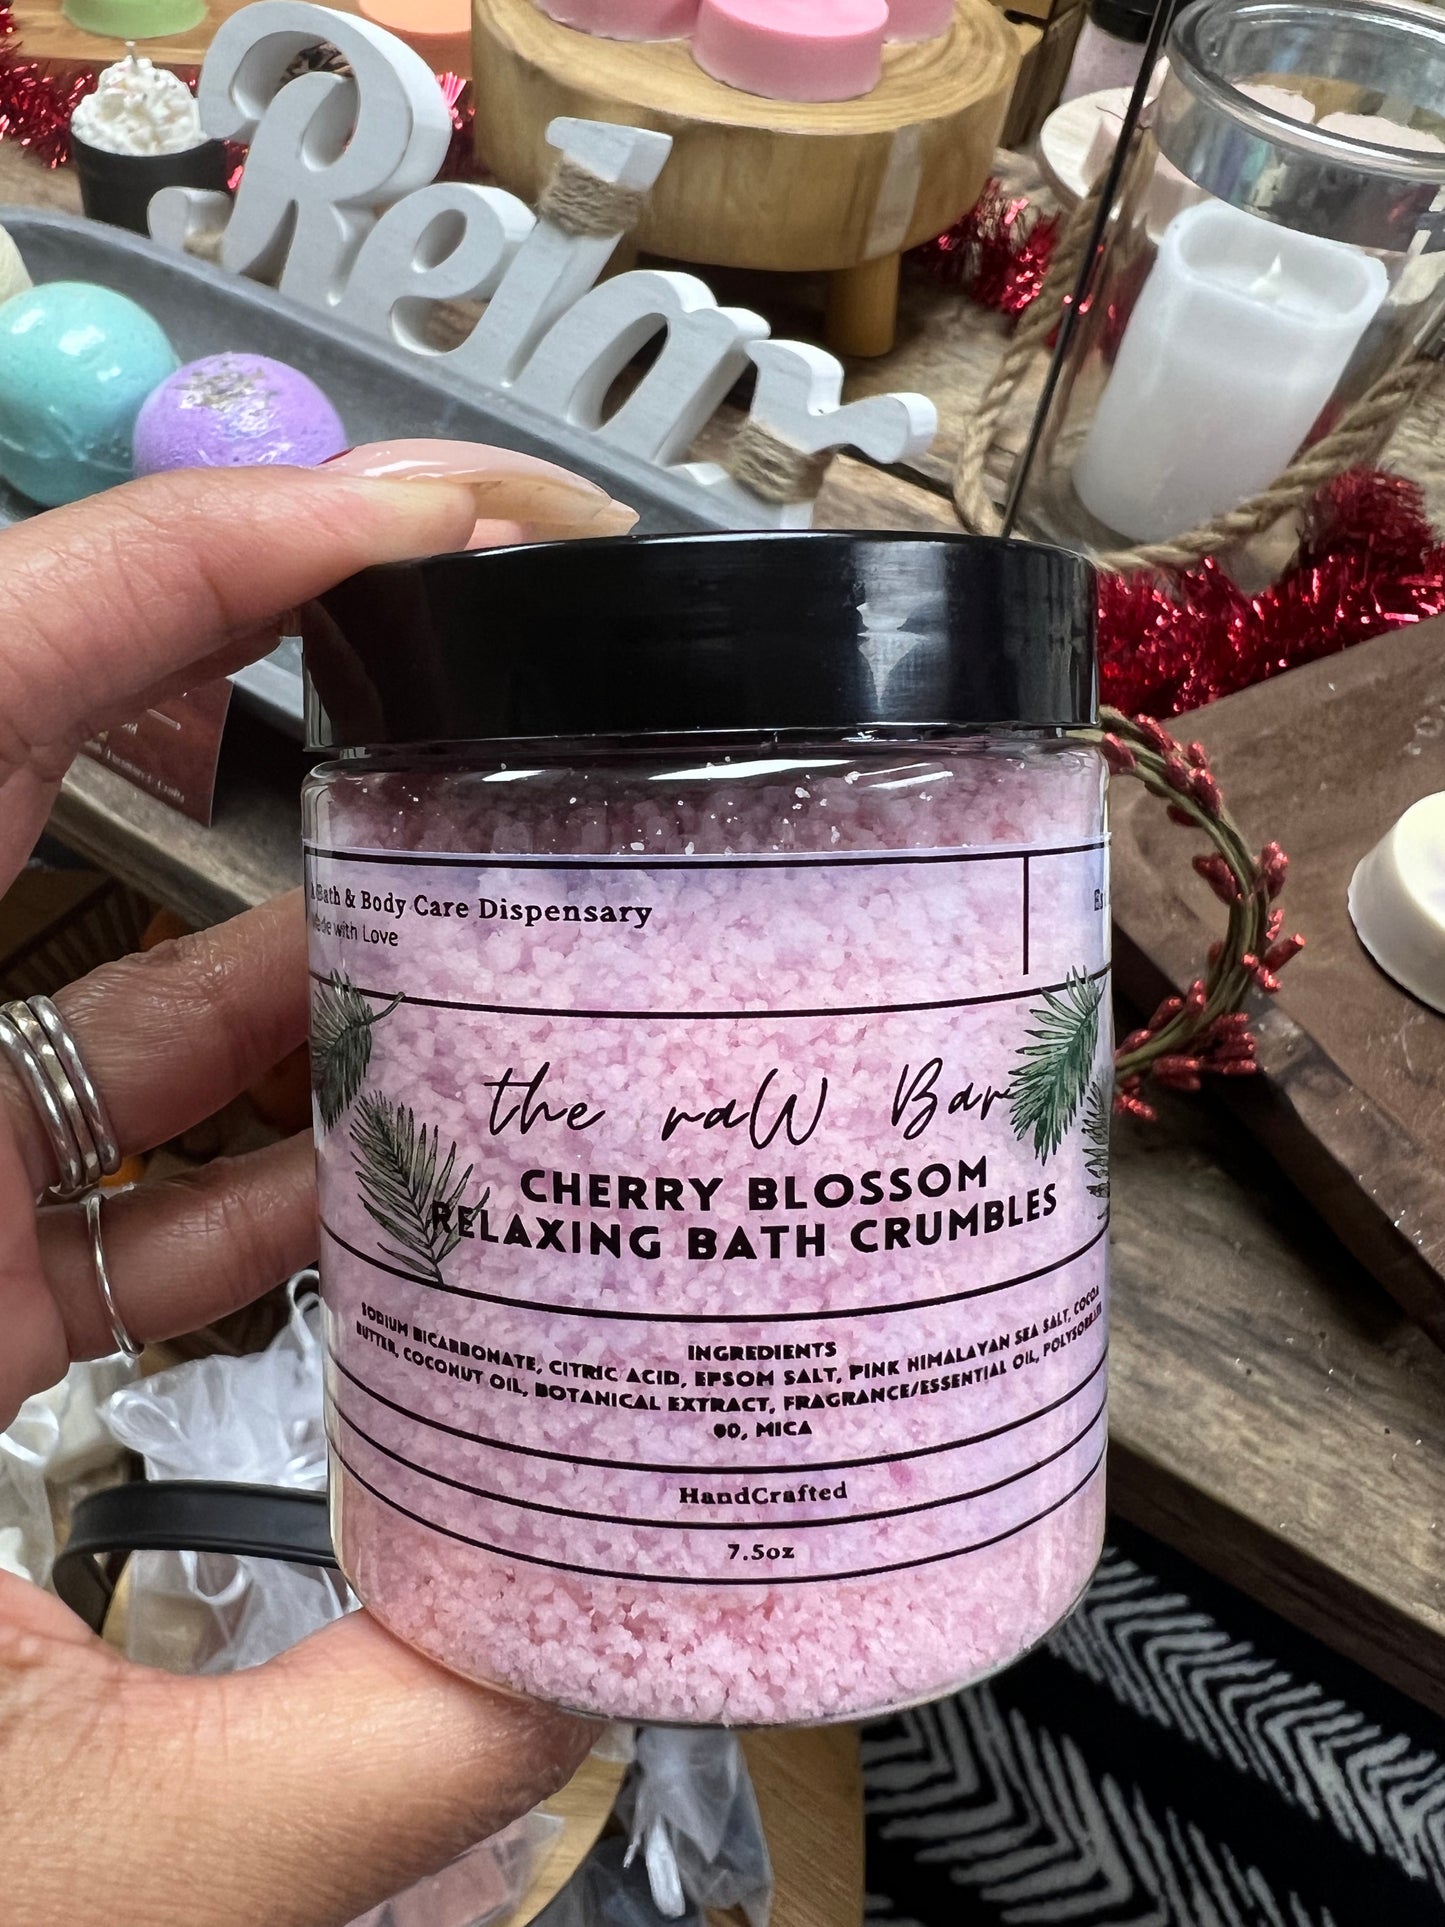 Relax
Bath & Body Care Dispensary
Made with Love
the raW Bar
CHERRY BLOSSOM
RELAXING BATH CRUMBLES
INGREDIENTS
SODIUM BICARBONATE, CITRIC ACID, EPSOM SALT, PINK HIMALAYAN SEA SALT, COCOA
BUTTER, COCONUT OIL, BOTANICAL EXTRACT, FRAGRANCE/ESSENTIAL OIL, POLYSORBATE
80, MICA
HandCrafted
7.5oz